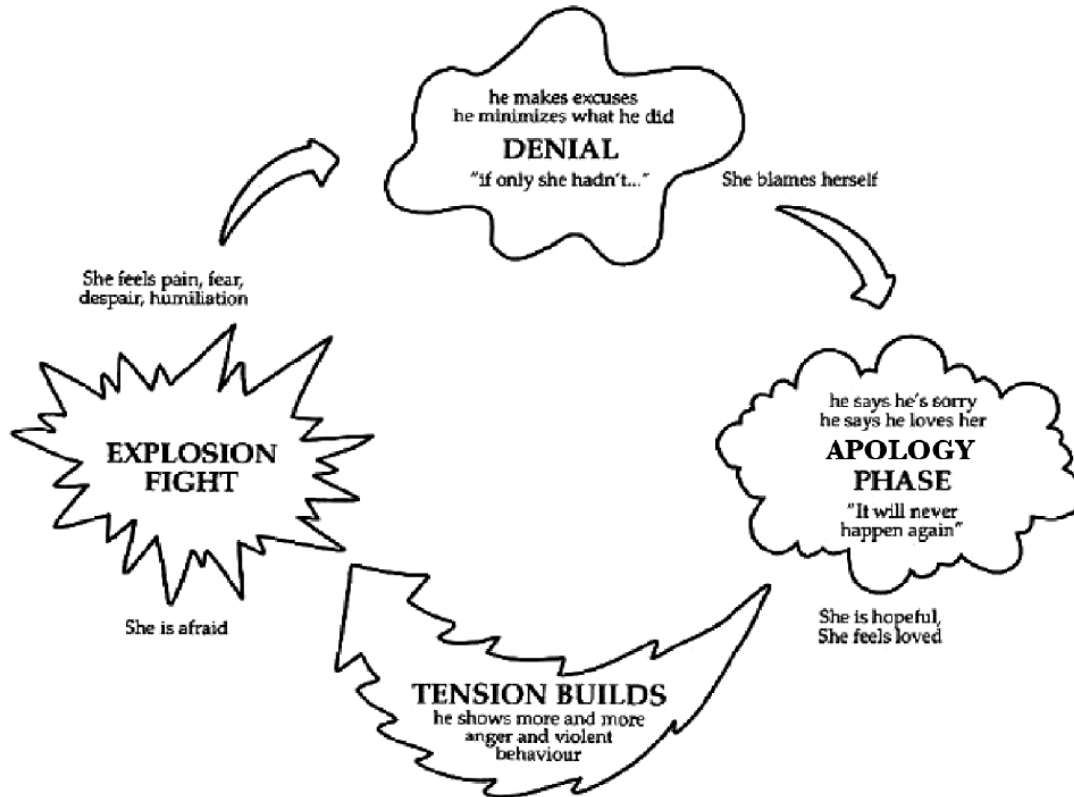 he makes excuses
he minimizes what he did
DENIAL
"if only she hadn't..."
She blames herself
he says he's sorry
he says he loves her
APOLOGY
PHASE
"It will never
happen again"
She is hopeful,
She feels loved
TENSION BUILDS
he shows more and more
anger and violent
behaviour
She is afraid
EXPLOSION
FIGHT
She feels pain, fear,
despair, humiliation